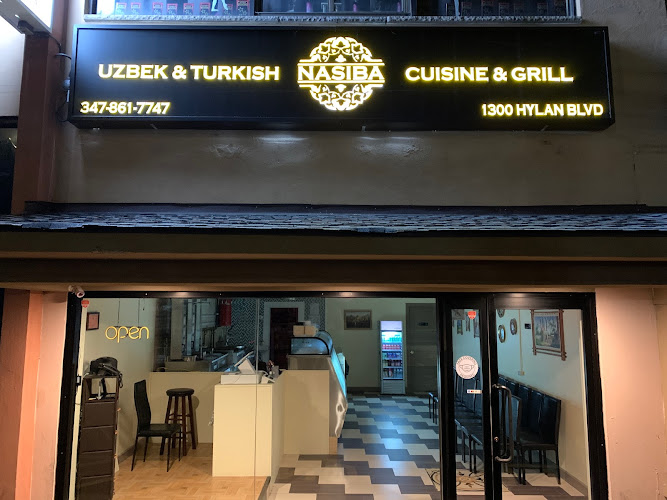 UZBEK & TURKISH NASIBA CUISINE & GRILL
347-861-7747 1300 HYLAN BLVD
open